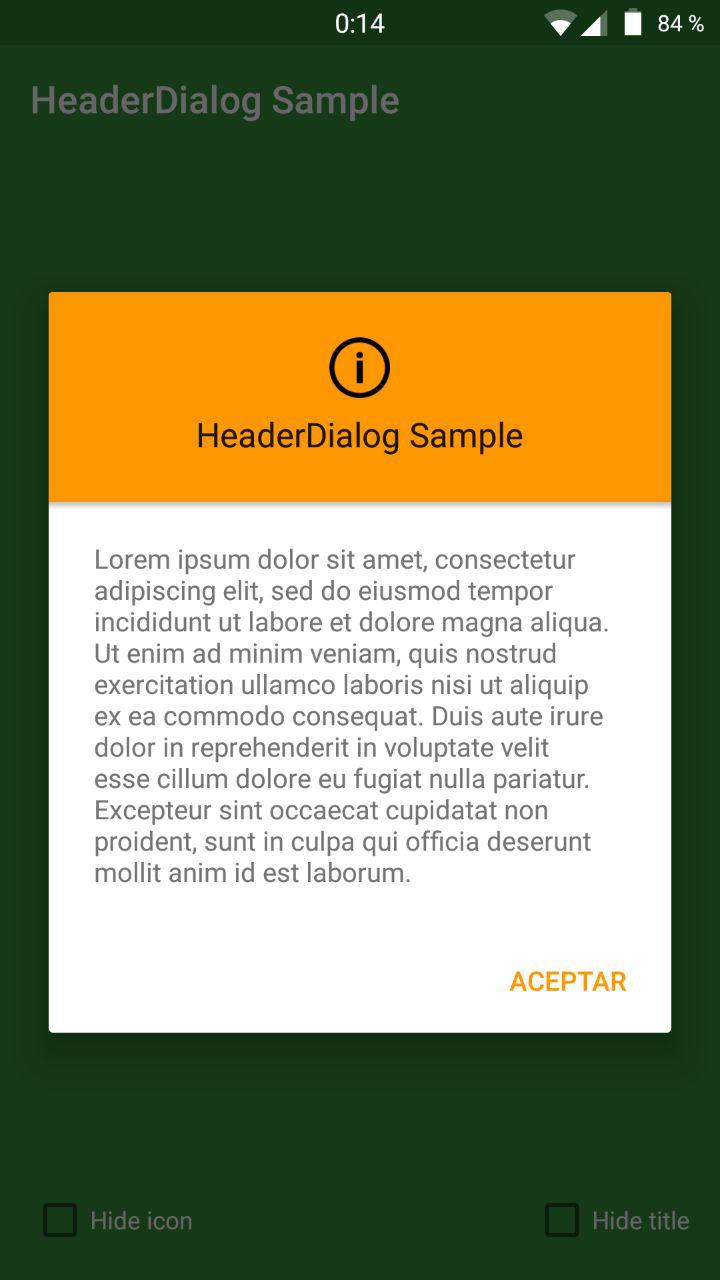 0:14
84 %
HeaderDialog Sample
HeaderDialog Sample
Lorem ipsum dolor sit amet, consectetur
adipiscing elit, sed do eiusmod tempor
incididunt ut labore et dolore magna aliqua.
Ut enim ad minim veniam, quis nostrud
exercitation ullamco laboris nisi ut aliquip
ex ea commodo consequat. Duis aute irure
dolor in reprehenderit in voluptate velit
esse cillum dolore eu fugiat nulla pariatur.
Excepteur sint occaecat cupidatat non
proident, sunt in culpa qui officia deserunt
mollit anim id est laborum.
ACEPTAR
Hide icon
Hide title